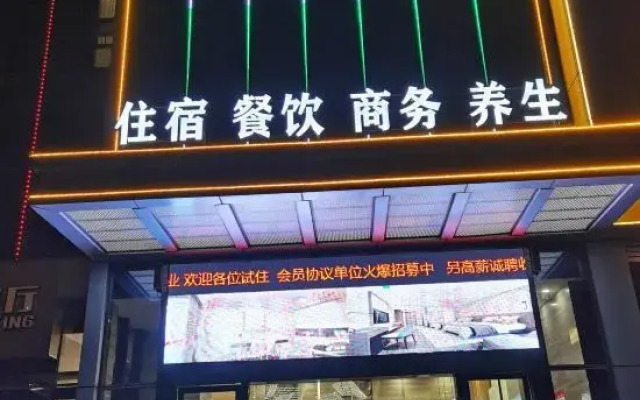 住宿 餐饮 商务 养生
业 欢迎各位试住 会员协议单位火爆招募中 另高薪诚聘
厅
ING